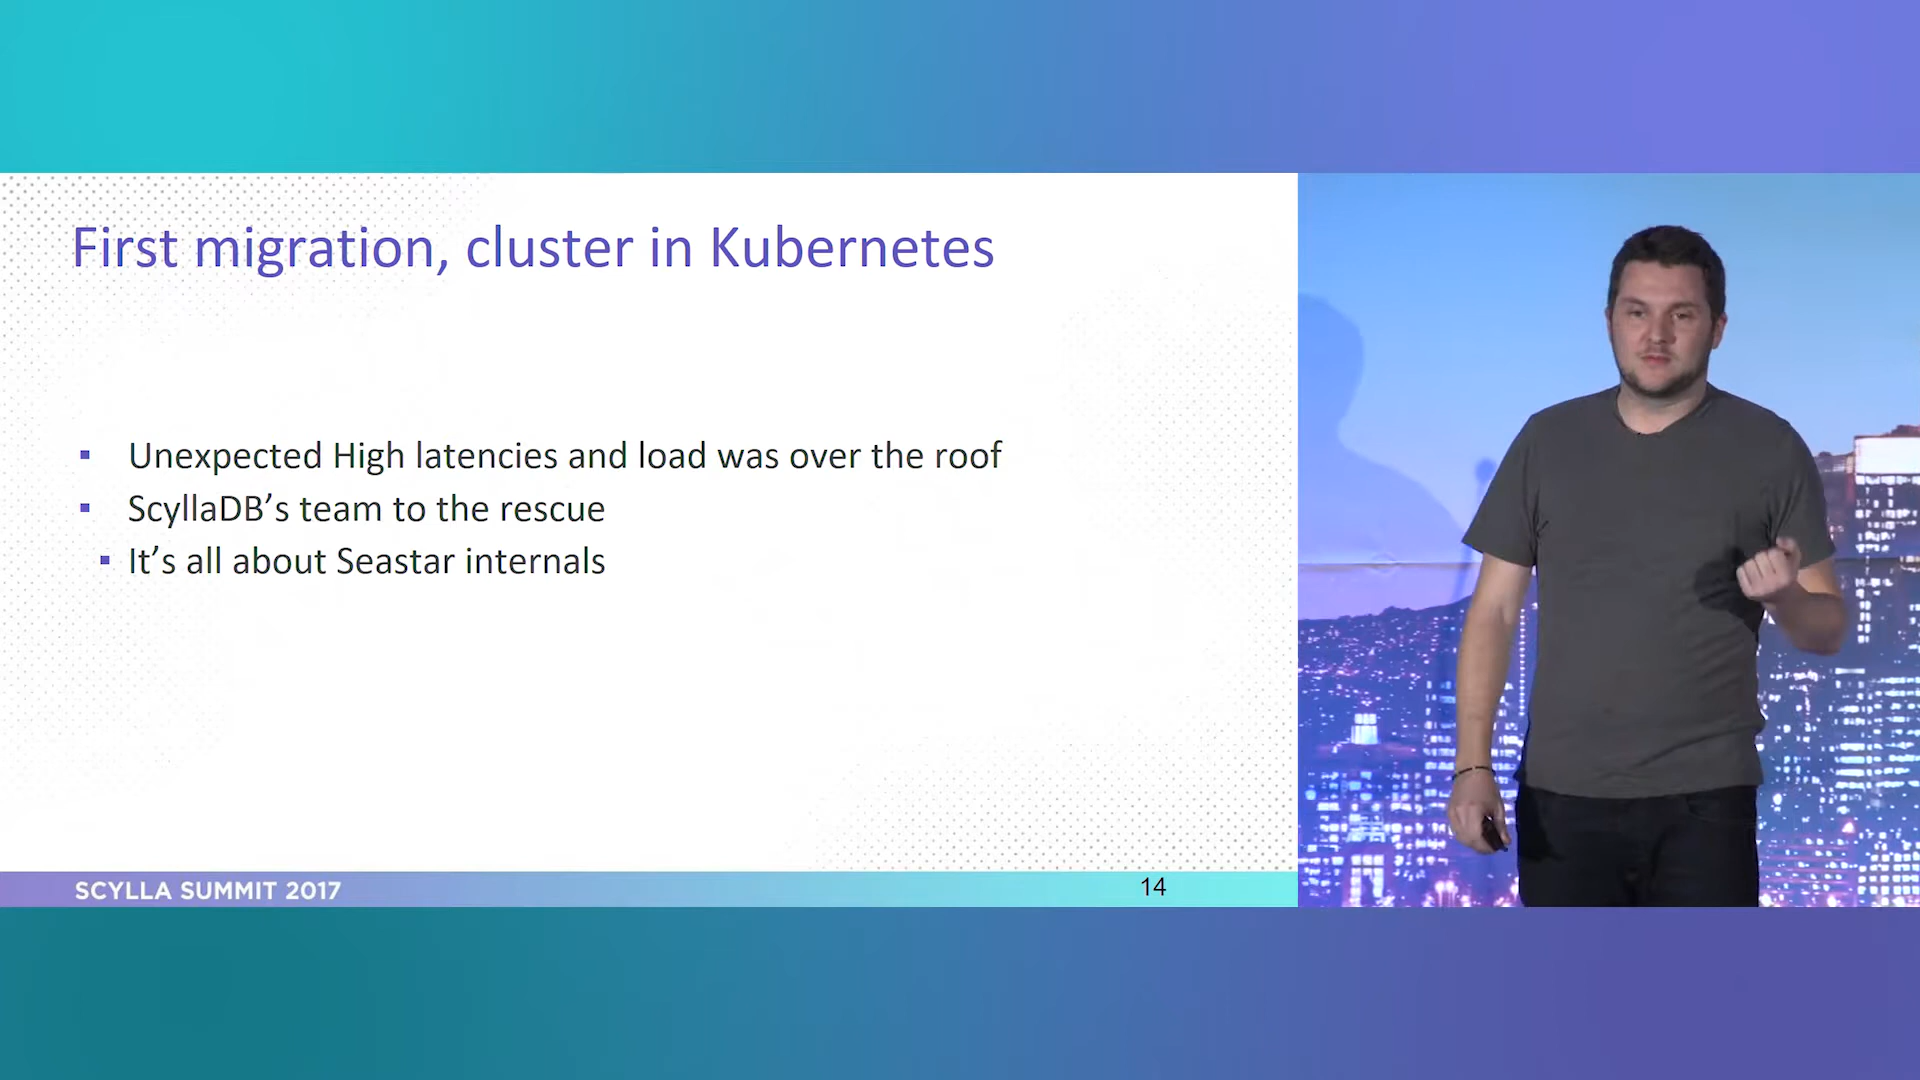 First migration, cluster in Kubernetes
▪ Unexpected High latencies and load was over the roof
▪ ScyllaDB’s team to the rescue
▪ It’s all about Seastar internals
SCYLLA SUMMIT 2017
14